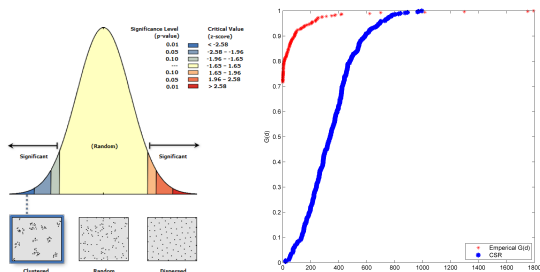 Significance Level
(p-value)
Critical Value
(z-score)
0.01 < -2.58
0.05 -2.58 - -1.96
0.10 -1.96 - -1.65
--- -1.65 - 1.65
0.10 1.65 - 1.96
0.05 1.96 - 2.58
0.01 > 2.58
Significant
(Random)
Significant
Clustered
Random
Dispersed
1
0.9
0.8
0.7
0.6
0.5
0.4
0.3
0.2
0.1
0
G(d)
0 200 400 600 800 1000 1200 1400 1600 1800
Emperical G(d)
CSR